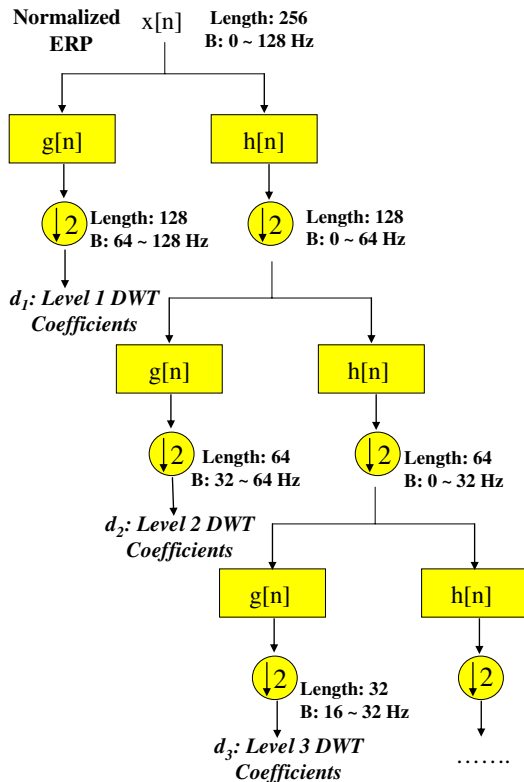 Normalized
ERP
x[n]
Length: 256
B: 0 ~ 128 Hz
g[n]
h[n]
↓2
Length: 128
B: 64 ~ 128 Hz
↓2
Length: 128
B: 0 ~ 64 Hz
d1: Level 1 DWT
Coefficients
g[n]
h[n]
↓2
Length: 64
B: 32 ~ 64 Hz
↓2
Length: 64
B: 0 ~ 32 Hz
d2: Level 2 DWT
Coefficients
g[n]
h[n]
↓2
Length: 32
B: 16 ~ 32 Hz
↓2
d3: Level 3 DWT
Coefficients
…….